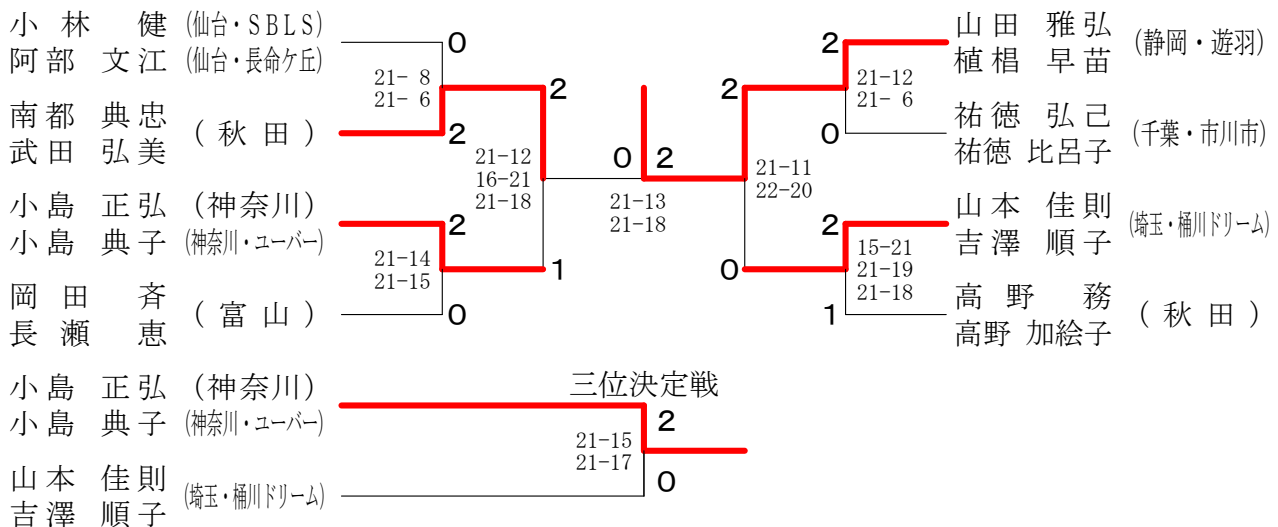 小林 健 (仙台・SBLS)
阿部 文江 (仙台・長命ケ丘)
0
21- 8
21- 6
南都 典忠
武田 弘美
(秋田)
2
2
21-12
16-21
21-18
小島 正弘 (神奈川)
小島 典子 (神奈川・ユーバー)
2
21-14
21-15
1
岡田 斉
長瀬 恵
(富山)
0
0 2
21-13
21-18
山田 雅弘
植椙 早苗
(静岡・遊羽)
2
21-12
21- 6
2
祐徳 弘己
祐徳 比呂子
(千葉・市川市)
0
21-11
22-20
山本 佳則
吉澤 順子
(埼玉・桶川ドリーム)
2
15-21
21-19
21-18
0
高野 務
高野 加絵子
(秋田)
1
三位決定戦
小島 正弘 (神奈川)
小島 典子 (神奈川・ユーバー)
2
21-15
21-17
0
山本 佳則
吉澤 順子
(埼玉・桶川ドリーム)